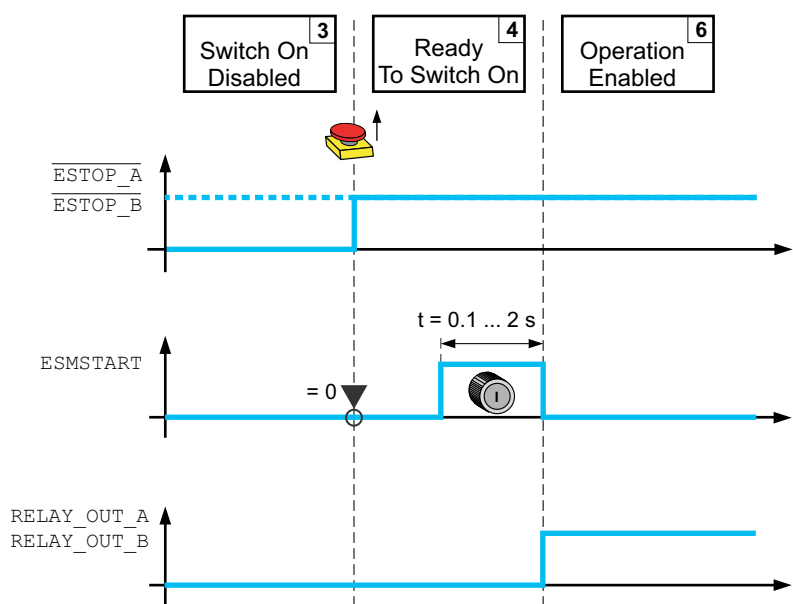 3
Switch On
Disabled
4
Ready
To Switch On
6
Operation
Enabled
ESTOP_A
ESTOP_B
t = 0.1 ... 2 s
ESMSTART
= 0
I
RELAY_OUT_A
RELAY_OUT_B